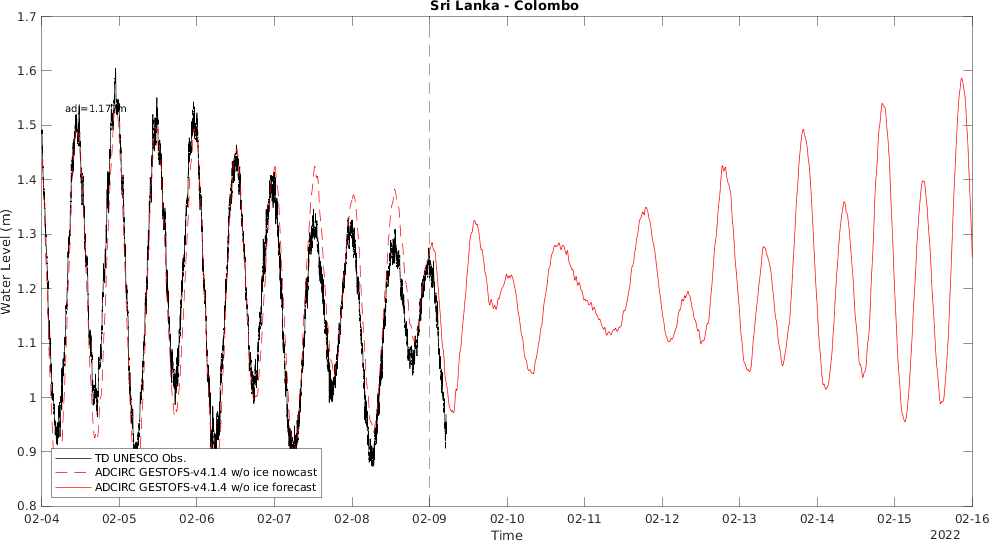 Sri Lanka - Colombo
1.7
1.6
1.5
1.4
1.3
1.2
1.1
1
0.9
0.8
Water Level (m)
TD UNESCO Obs.
ADCIRC GESTOFS-v4.1.4 w/o ice nowcast
ADCIRC GESTOFS-v4.1.4 w/o ice forecast
02-04 02-05 02-06 02-07 02-08 02-09 02-10 02-11 02-12 02-13 02-14 02-15 02-16
Time
2022